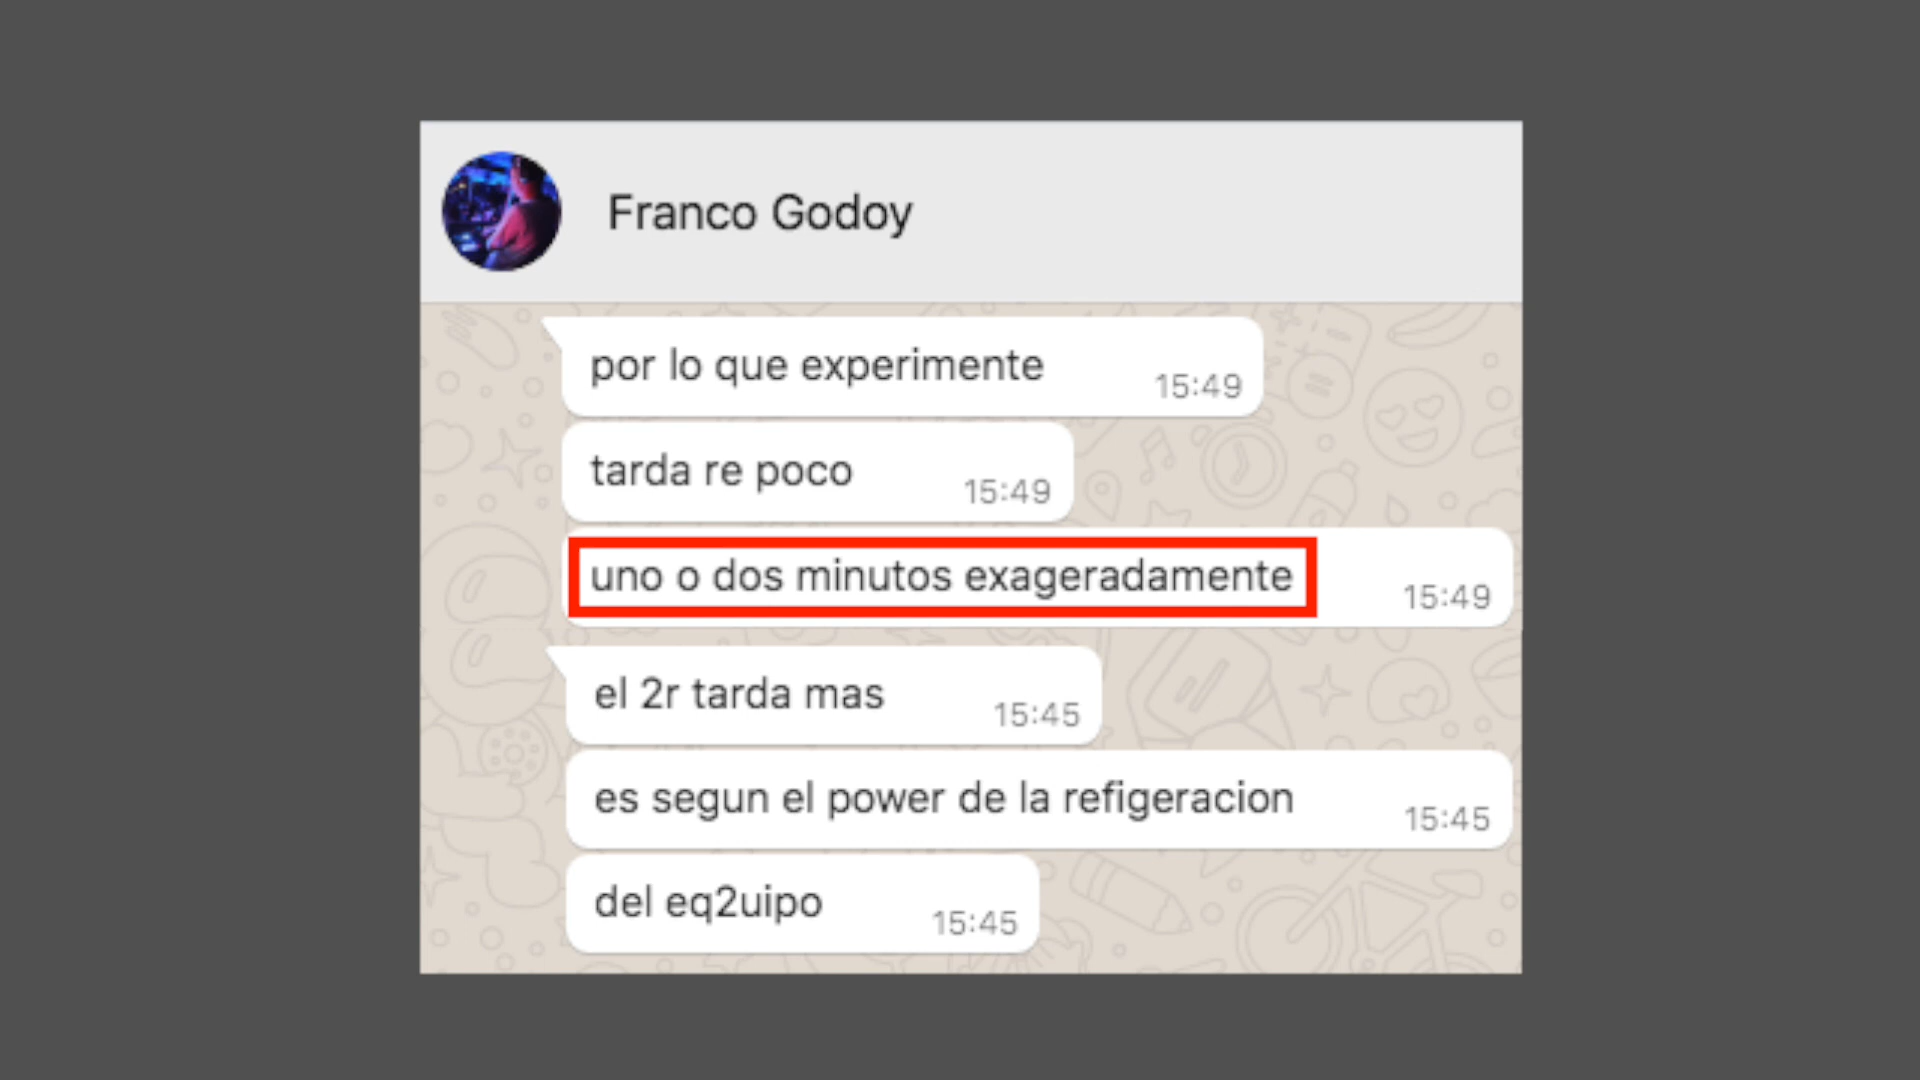 Franco Godoy
por lo que experimente
15:49
tarda re poco
15:49
uno o dos minutos exageradamente
15:49
el 2r tarda mas
15:45
es segun el power de la refigeracion
15:45
del eq2uipo
15:45